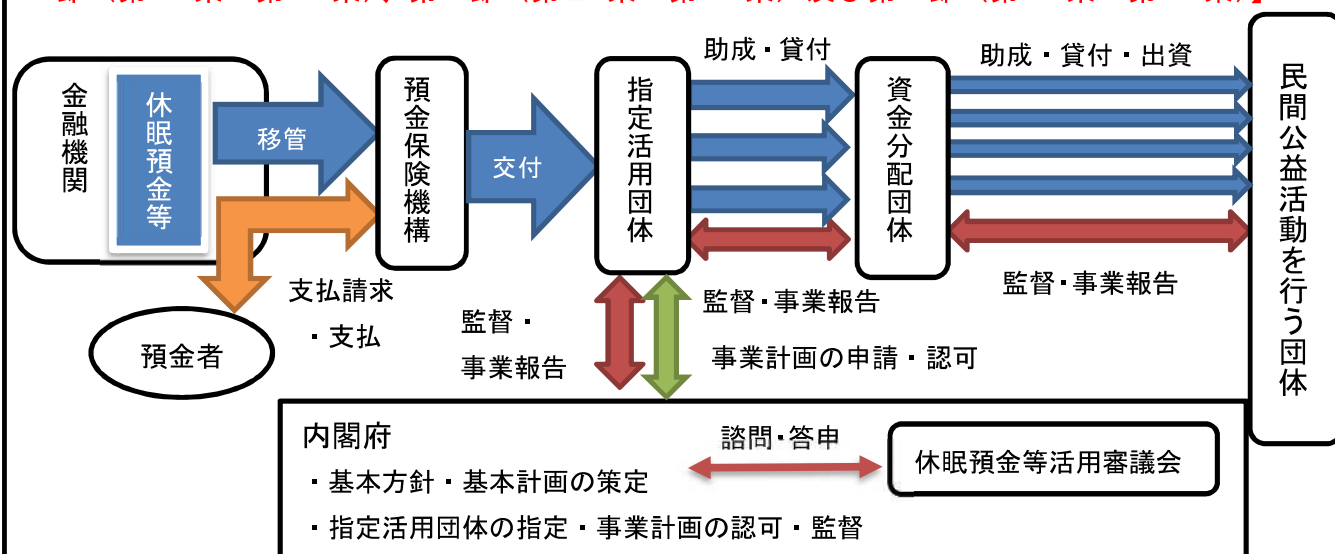 助成・貸付
助成・貸付・出資
金融機関
休眠預金等
移管
預金保険機構
交付
指定活用団体
資金分配団体
民間公益活動を行う団体
支払請求
・支払
預金者
監督・
事業報告
監督・事業報告
監督・事業報告
事業計画の申請・認可
内閣府
諮問・答申
休眠預金等活用審議会
・基本方針・基本計画の策定
・指定活用団体の指定・事業計画の認可・監督